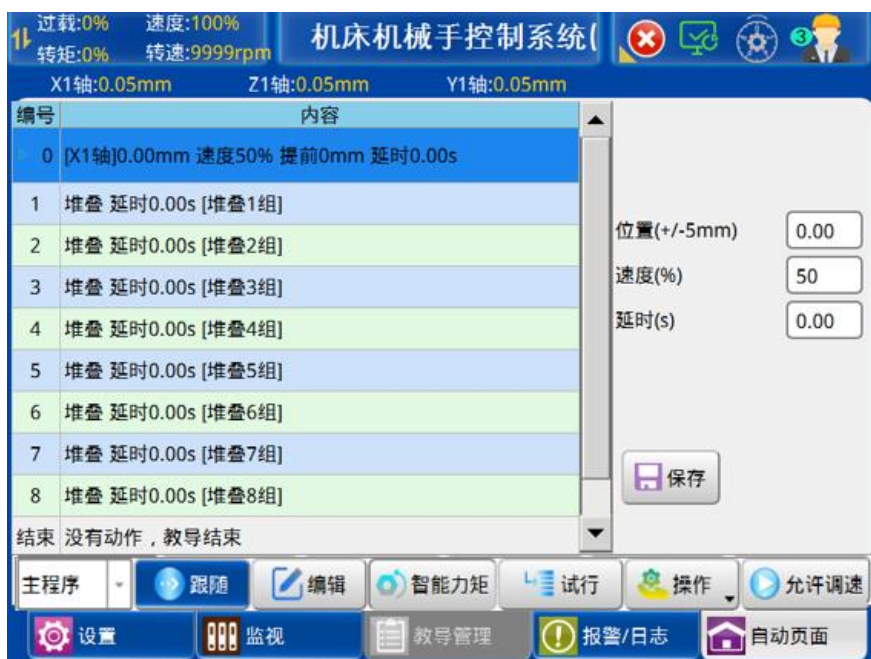 过载:0% 速度:100%
机床机械手控制系统(
3
转矩:0% 转速:9999rpm
X1轴:0.05mm Z1轴:0.05mm Y1轴:0.05mm
编号 内容
0 [X1轴]0.00mm 速度50% 提前0mm 延时0.00s
1 堆叠 延时0.00s [堆叠1组]
2 堆叠 延时0.00s [堆叠2组]
3 堆叠 延时0.00s [堆叠3组]
4 堆叠 延时0.00s [堆叠4组]
5 堆叠 延时0.00s [堆叠5组]
6 堆叠 延时0.00s [堆叠6组]
7 堆叠 延时0.00s [堆叠7组]
8 堆叠 延时0.00s [堆叠8组]
结束 没有动作，教导结束
位置(+/-5mm) 0.00
速度(%) 50
延时(s) 0.00
保存
主程序 跟随 编辑 智能力矩 试行 操作 允许调速
设置 监视 教导管理 报警/日志 自动页面